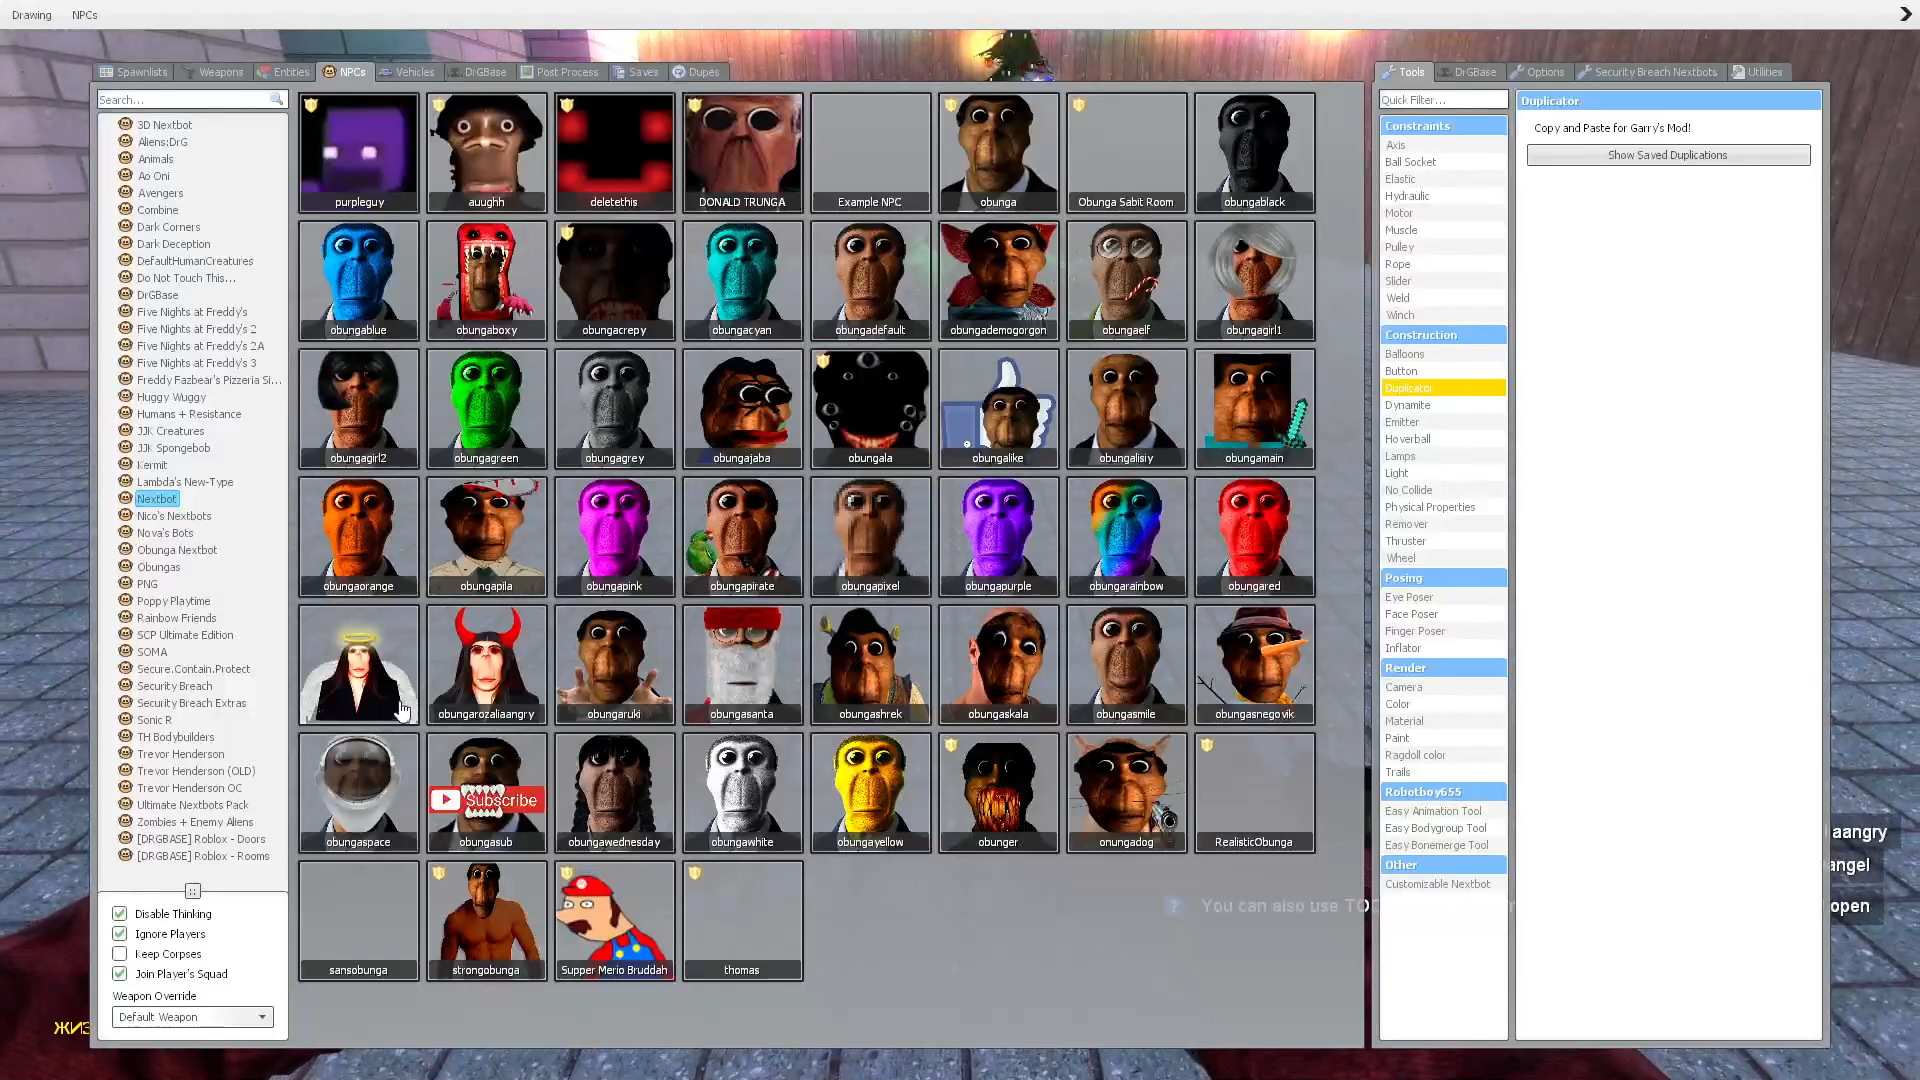 Drawing NPCs
Spawnlists Weapons Entities NPCs Vehicles DrGBase Post Process Saves Dupes
Search...
3D Nextbot
Aliens:DrG
Animals
Ao Oni
Avengers
Combine
Dark Corners
Dark Deception
DefaultHumanCreatures
Do Not Touch This...
DrGBase
Five Nights at Freddy's
Five Nights at Freddy's 2
Five Nights at Freddy's 2A
Five Nights at Freddy's 3
Freddy Fazbear's Pizzeria Si...
Huggy Wuggy
Humans + Resistance
JJK Creatures
JJK Spongebob
Kermit
Lambda's New-Type
Nextbot
Nico's Nextbots
Nova's Bots
Obunga Nextbot
Obungas
PNG
Poppy Playtime
Rainbow Friends
SCP Ultimate Edition
SOMA
Secure.Contain.Protect
Security Breach
Security Breach Extras
Sonic R
TH Bodybuilders
Trevor Henderson
Trevor Henderson (OLD)
Trevor Henderson OC
Ultimate Nextbots Pack
Zombies + Enemy Aliens
[DRGBASE] Roblox - Doors
[DRGBASE] Roblox - Rooms
Disable Thinking
Ignore Players
Keep Corpses
Join Player's Squad
Weapon Override
Default Weapon
purpleguy auughh deletethis DONALD TRUNGA Example NPC obunga Obunga Sabit Room obungablack
obungablue obungaboxy obungacrepy obungacyan obungadefault obungademogorgon obungaelf obungagirl1
obungagirl2 obungagreen obungagrey obungajaba obungala obungalike obungalisiy obungamain
obungaorange obungapila obungapink obungapirate obungapixel obungapurple obungarainbow obungared
obungarozaliaangry obungaruki obungasanta obungashrek obungaskala obungasmile obungasnegovik
Subscribe
obungaspace obungasub obungawednesday obungawhite obungayellow obunger onungadog RealisticObunga
sansobunga strongobunga Supper Merio Bruddah thomas
You can also use TO
Tools DrGBase Options Security Breach Nextbots Utilities
Quick Filter...
Constraints
Axis
Ball Socket
Elastic
Hydraulic
Motor
Muscle
Pulley
Rope
Slider
Weld
Winch
Construction
Balloons
Button
Duplicator
Dynamite
Emitter
Hoverball
Lamps
Light
No Collide
Physical Properties
Remover
Thruster
Wheel
Posing
Eye Poser
Face Poser
Finger Poser
Inflator
Render
Camera
Color
Material
Paint
Ragdoll color
Trails
Robotboy655
Easy Animation Tool
Easy Bodygroup Tool
Easy Bonemerge Tool
Other
Customizable Nextbot
Duplicator
Copy and Paste for Garry's Mod!
Show Saved Duplications
aangry
angel
open
ЖИЗ